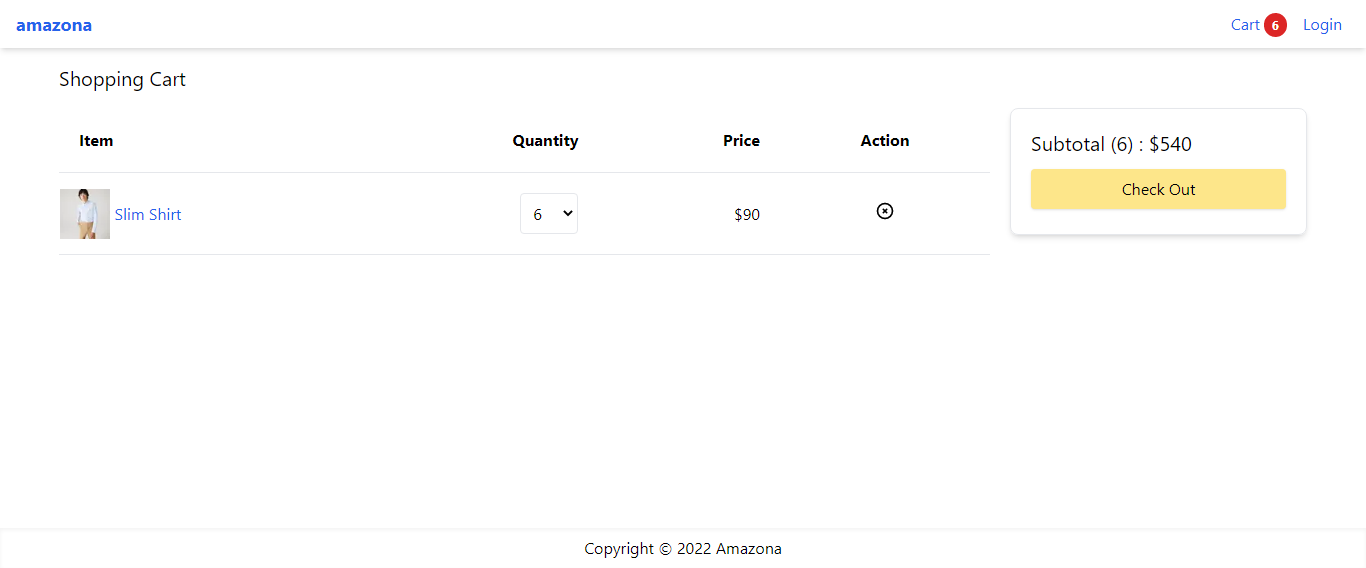 amazona
Cart 6 Login
Shopping Cart
Item Quantity Price Action
Slim Shirt 6 $90
Subtotal (6) : $540
Check Out
Copyright © 2022 Amazona